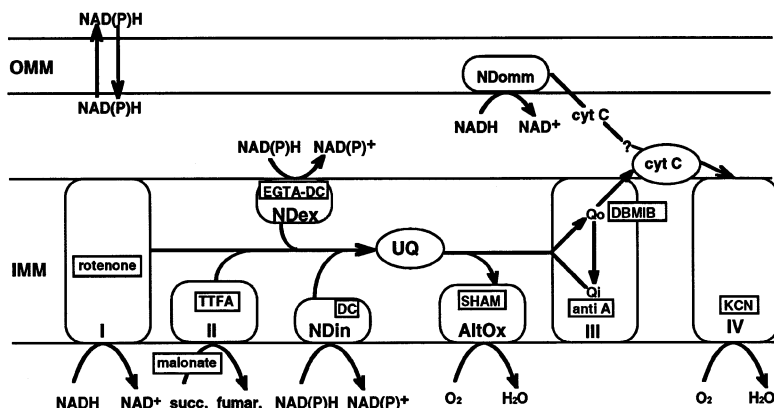 NAD(P)H
OMM
NDomm
NAD(P)H
cyt C
NADH NAD+
?
NAD(P)H NAD(P)+
cyt C
EGTA-DC
NDex
Qo DBMIB
UQ
IMM
rotenone
Qi
TTFA
DC
SHAM
anti A
KCN
I II NDin AltOx III IV
malonate
NADH NAD+ succ. fumar. NAD(P)H NAD(P)+ O2 H2O O2 H2O